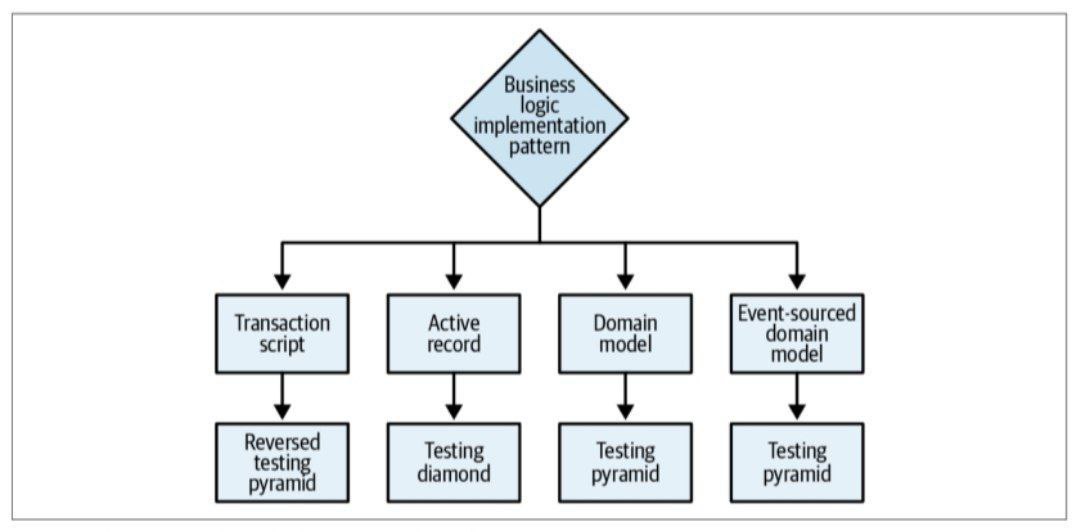 Business
logic
implementation
pattern
Transaction
script
Active
record
Domain
model
Event-sourced
domain
model
Reversed
testing
pyramid
Testing
diamond
Testing
pyramid
Testing
pyramid